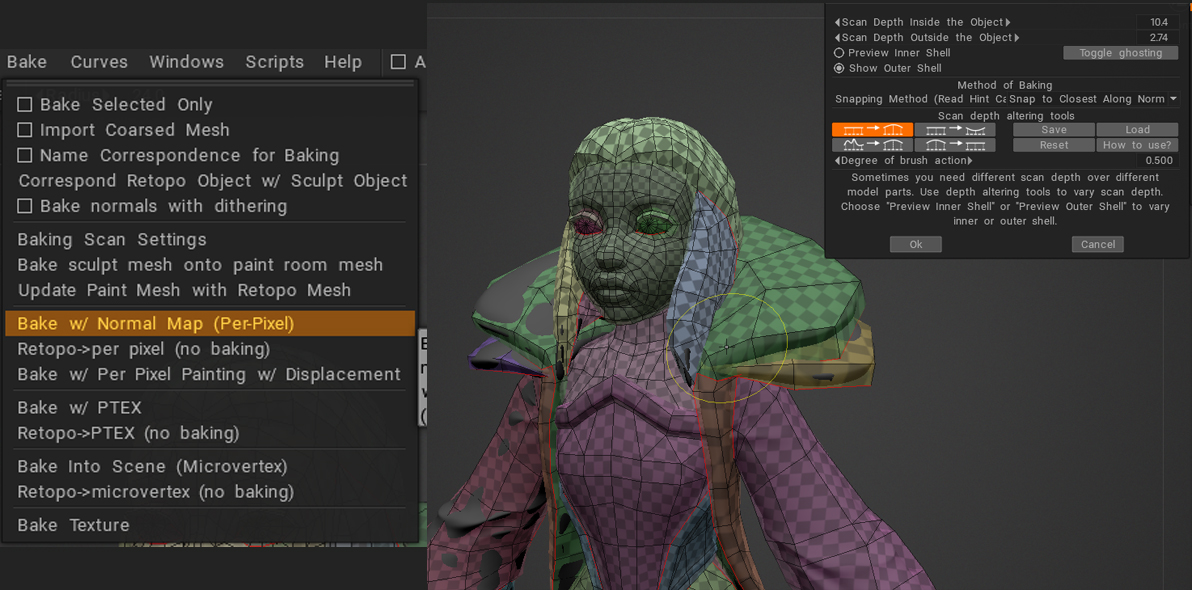 Bake Curves Windows Scripts Help A
Bake Selected Only
Import Coarsed Mesh
Name Correspondence for Baking
Correspond Retopo Object w/ Sculpt Object
Bake normals with dithering
Baking Scan Settings
Bake sculpt mesh onto paint room mesh
Update Paint Mesh with Retopo Mesh
Bake w/ Normal Map (Per-Pixel)
Retopo->per pixel (no baking)
Bake w/ Per Pixel Painting w/ Displacement
Bake w/ PTEX
Retopo->PTEX (no baking)
Bake Into Scene (Microvertex)
Retopo->microvertex (no baking)
Bake Texture
Scan Depth Inside the Object 10.4
Scan Depth Outside the Object 2.74
Preview Inner Shell Toggle ghosting
Show Outer Shell
Method of Baking
Snapping Method (Read Hint Ca Snap to Closest Along Norm
Scan depth altering tools
Save Load
Reset How to use?
Degree of brush action 0.500
Sometimes you need different scan depth over different
model parts. Use depth altering tools to vary scan depth.
Choose "Preview Inner Shell" or "Preview Outer Shell" to vary
inner or outer shell.
Ok Cancel